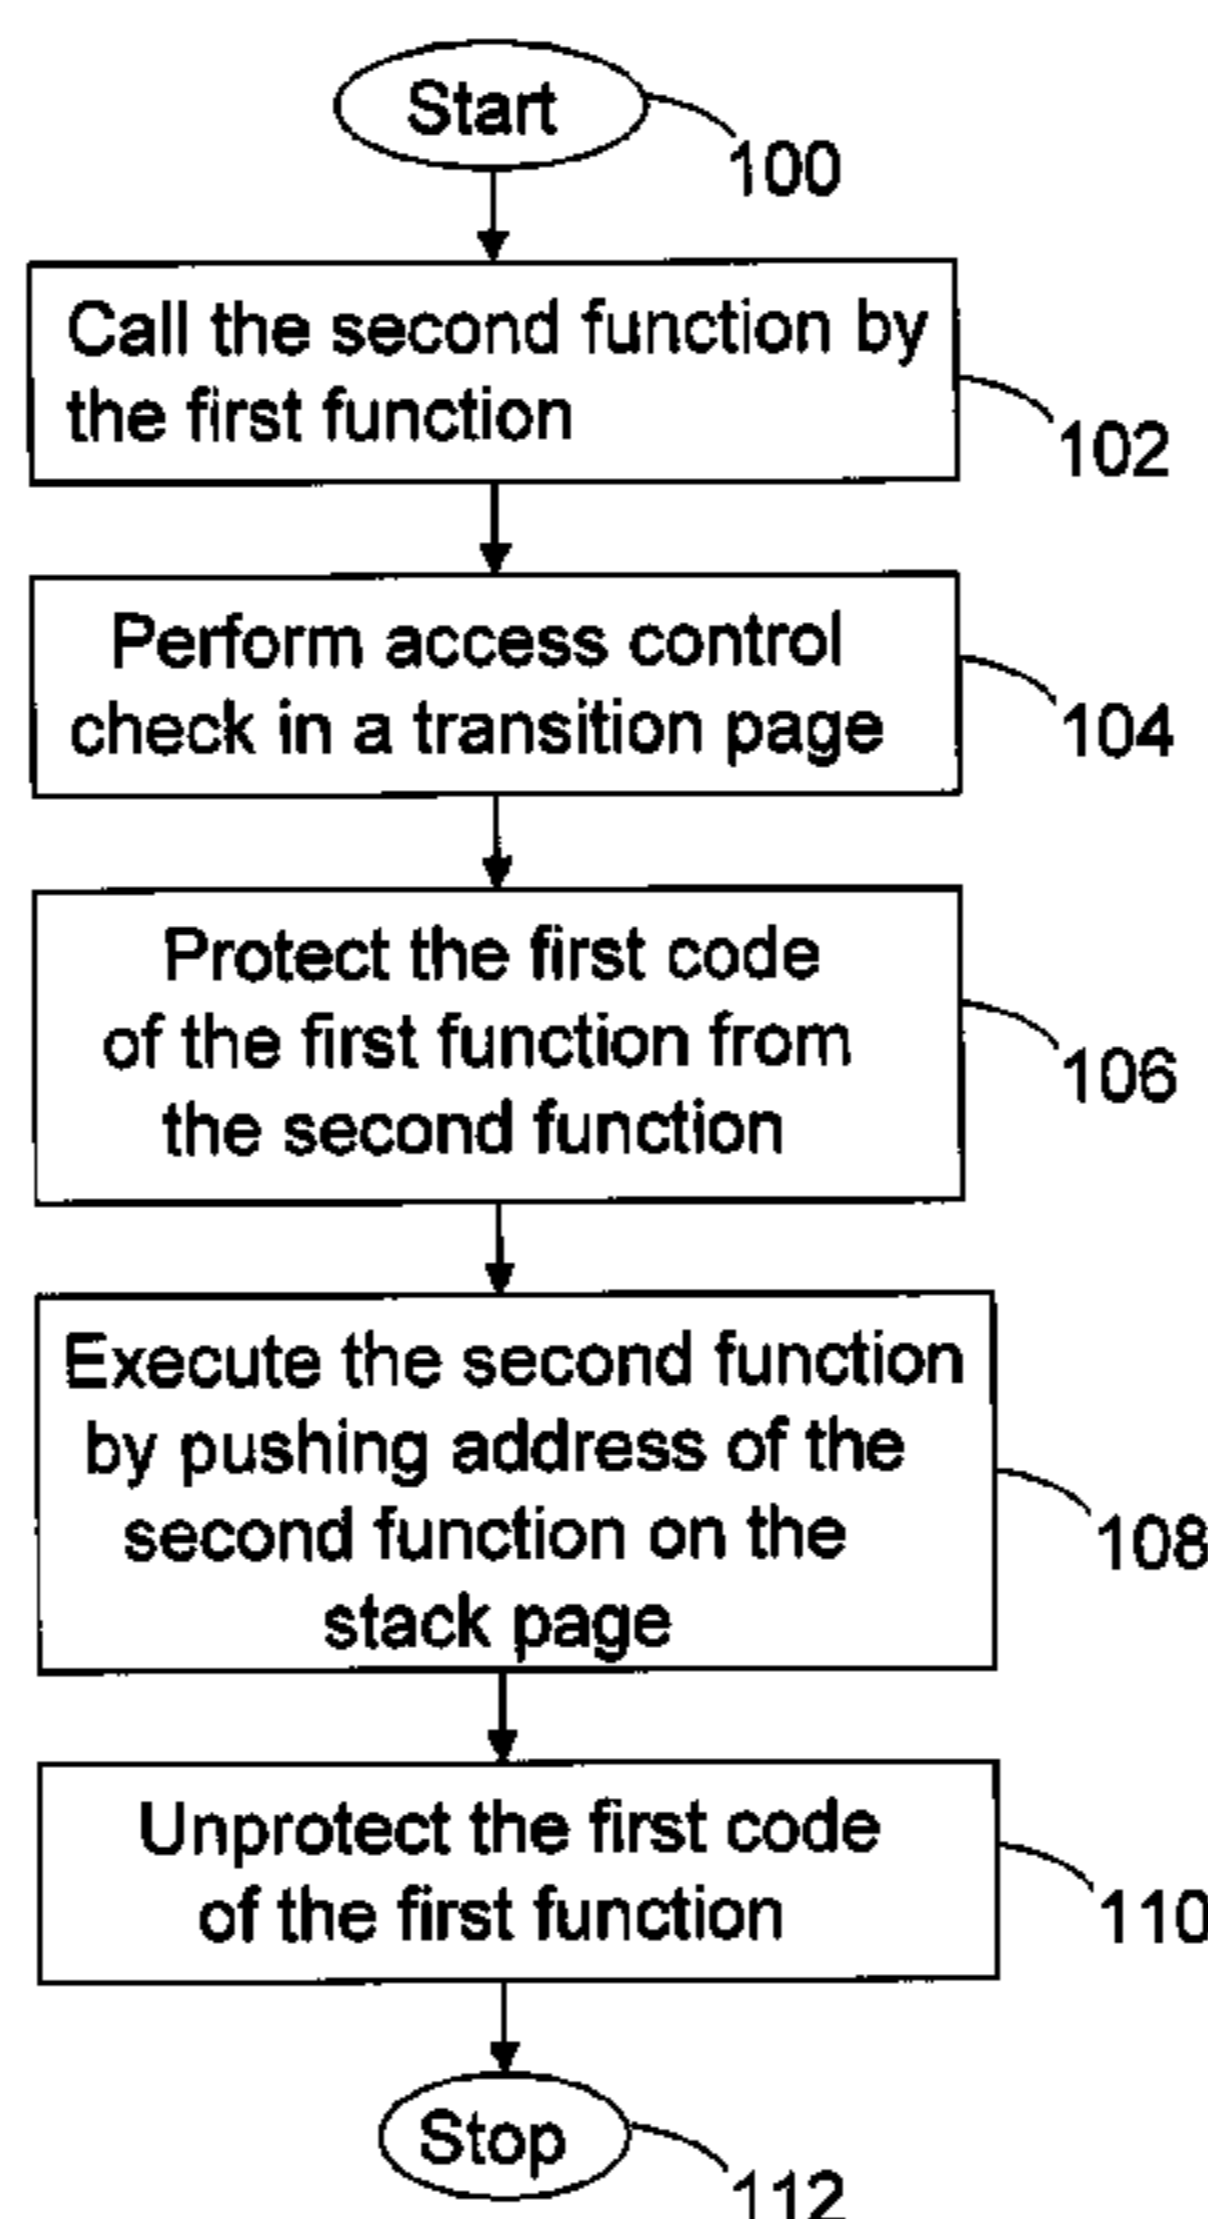 Start
100
Call the second function by
the first function
102
Perform access control
check in a transition page
104
Protect the first code
of the first function from
the second function
106
Execute the second function
by pushing address of the
second function on the
stack page
108
Unprotect the first code
of the first function
110
Stop
112